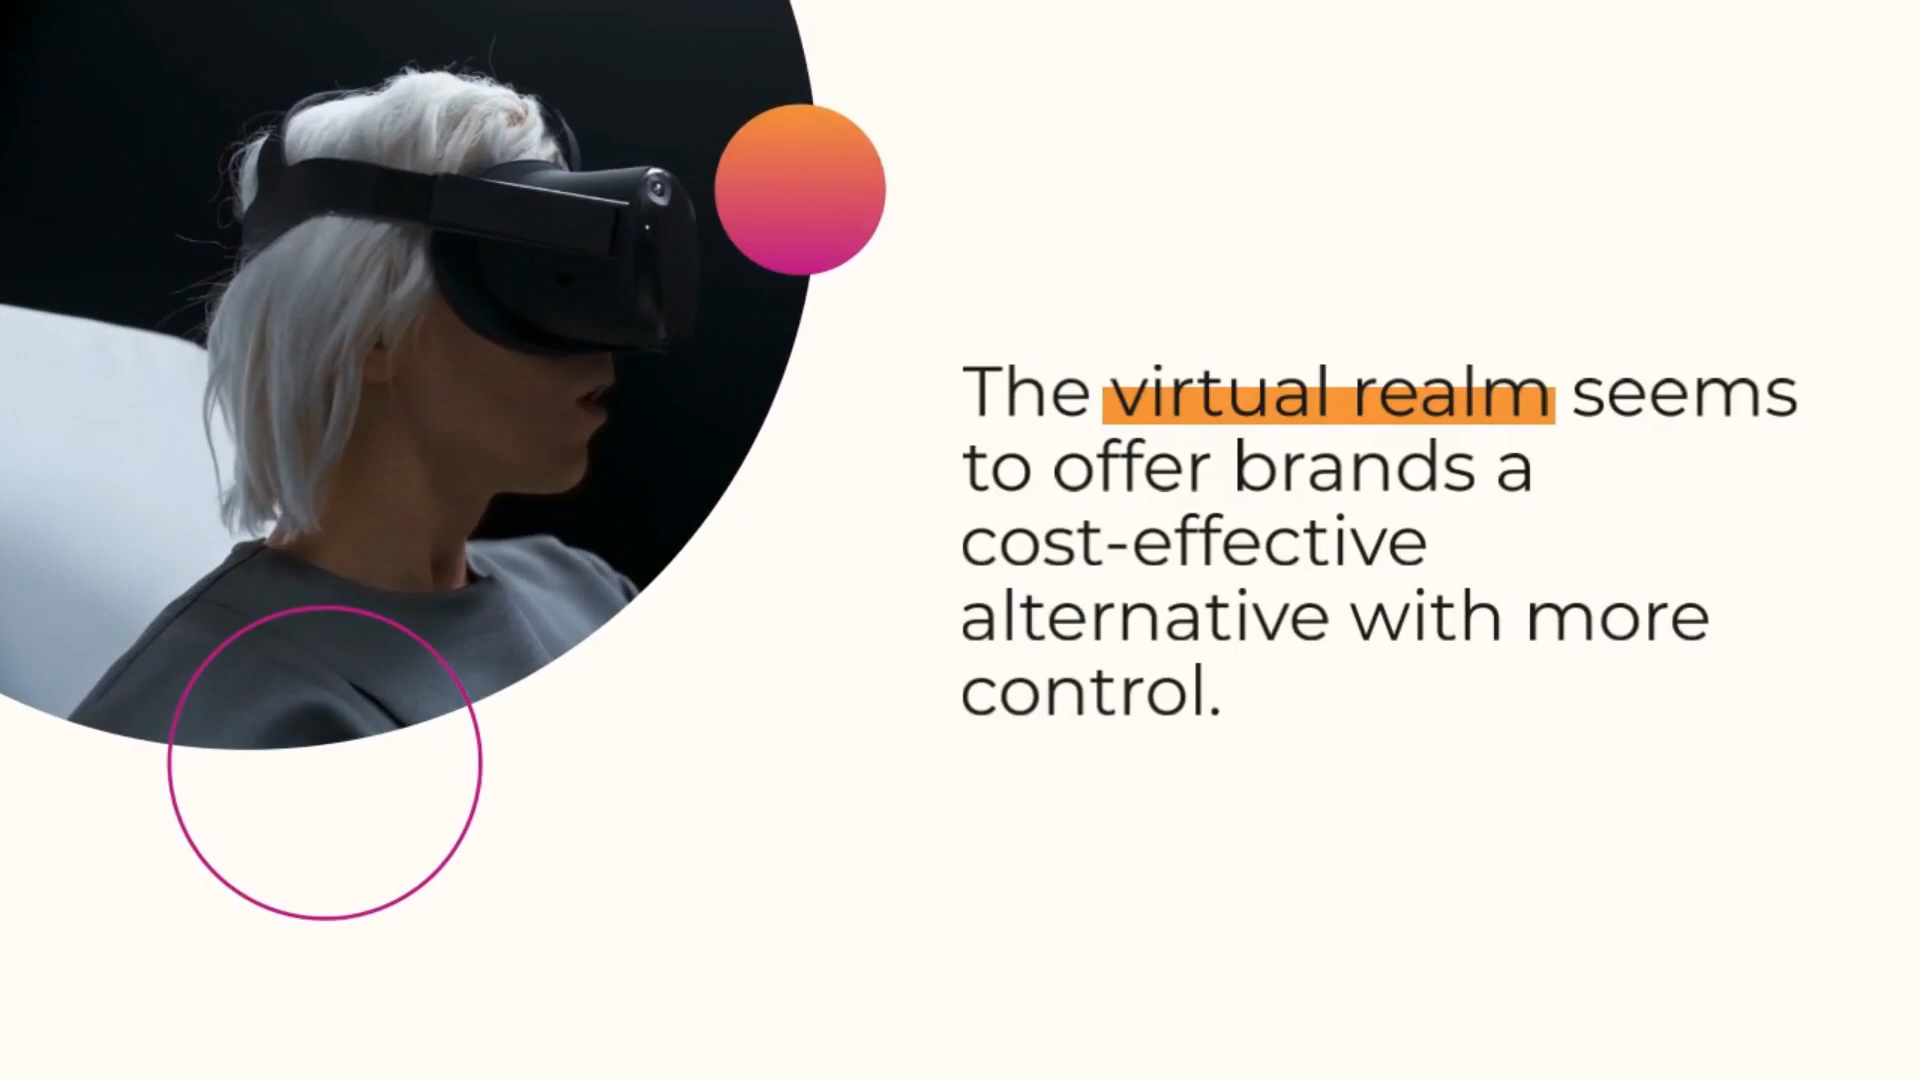 The virtual realm seems
to offer brands a
cost-effective
alternative with more
control.